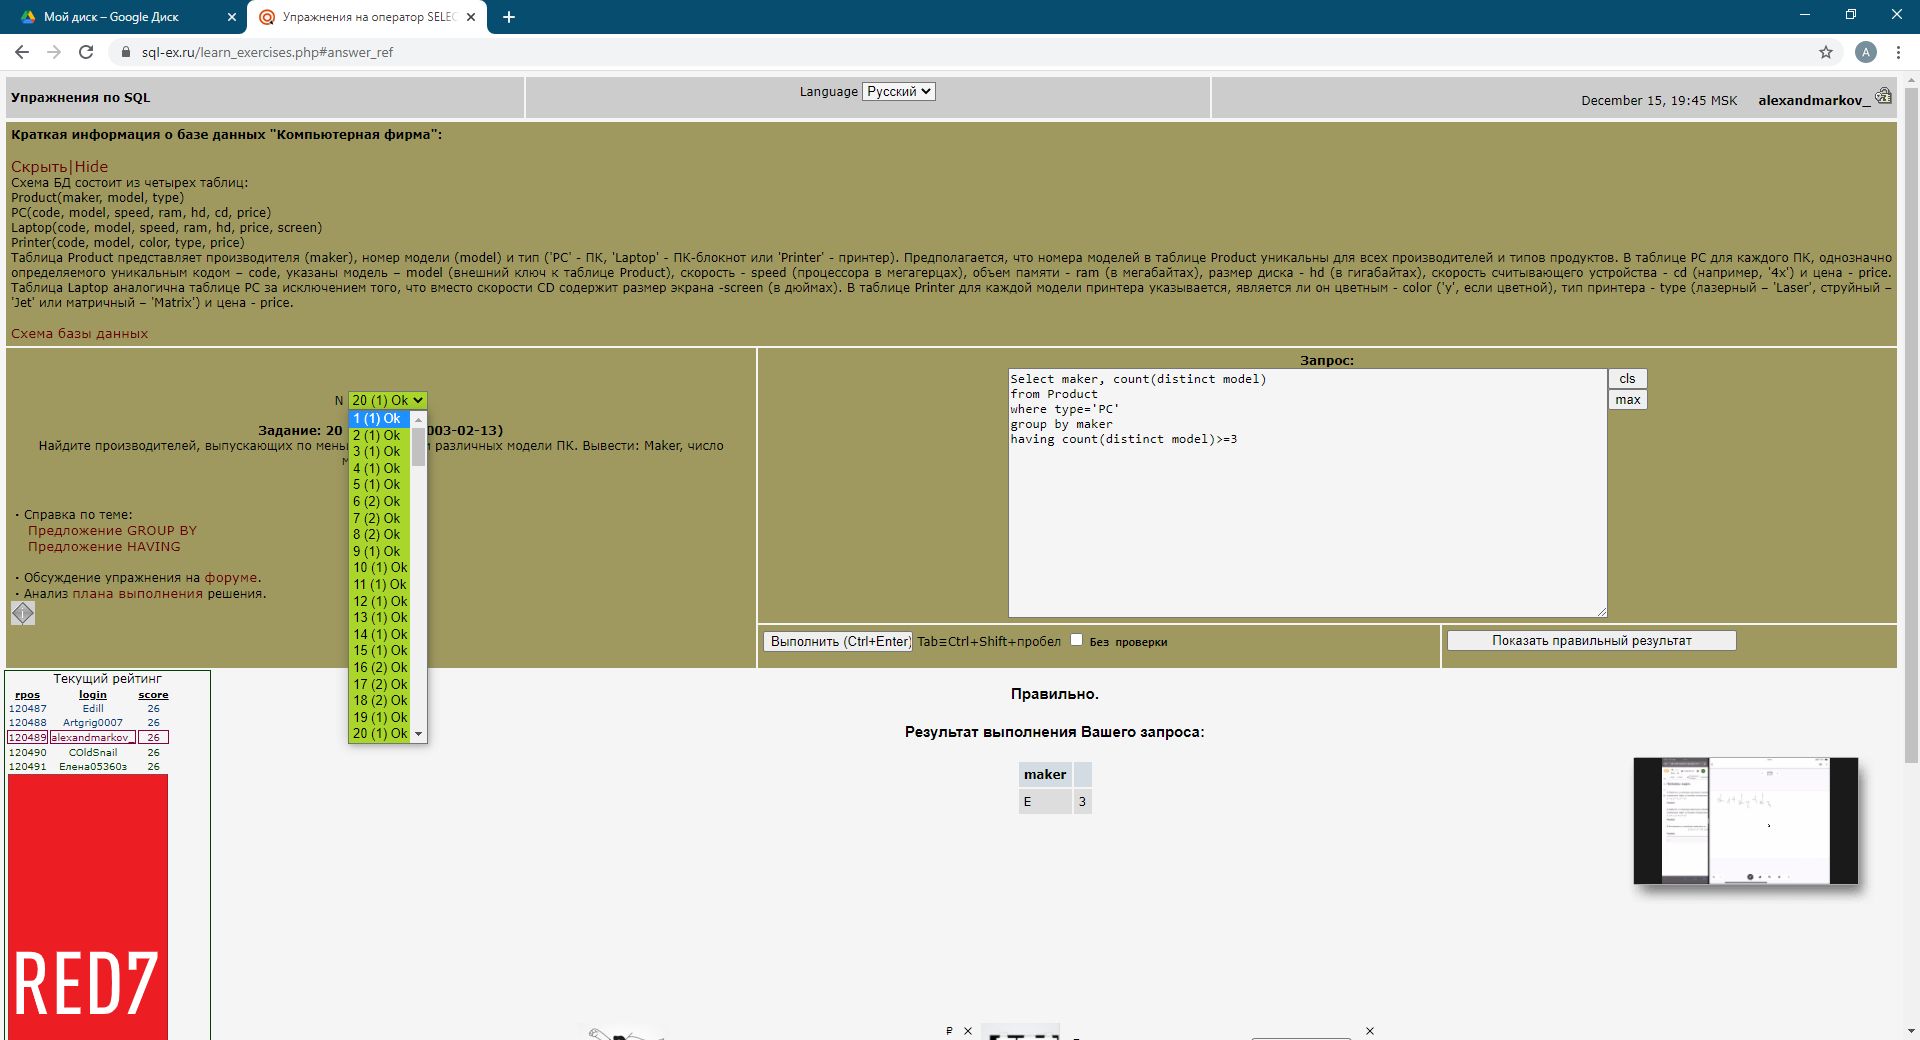 Мой диск – Google Диск
Упражнения на оператор SELEC
sql-ex.ru/learn_exercises.php#answer_ref
A
Упражнения по SQL
Language Русский
December 15, 19:45 MSK alexandmarkov_
Краткая информация о базе данных "Компьютерная фирма":
Скрыть|Hide
Схема БД состоит из четырех таблиц:
Product(maker, model, type)
PC(code, model, speed, ram, hd, cd, price)
Laptop(code, model, speed, ram, hd, price, screen)
Printer(code, model, color, type, price)
Таблица Product представляет производителя (maker), номер модели (model) и тип ('PC' - ПК, 'Laptop' - ПК-блокнот или 'Printer' - принтер). Предполагается, что номера моделей в таблице Product уникальны для всех производителей и типов продуктов. В таблице PC для каждого ПК, однозначно
определяемого уникальным кодом – code, указаны модель – model (внешний ключ к таблице Product), скорость - speed (процессора в мегагерцах), объем памяти - ram (в мегабайтах), размер диска - hd (в гигабайтах), скорость считывающего устройства - cd (например, '4x') и цена - price.
Таблица Laptop аналогична таблице РС за исключением того, что вместо скорости CD содержит размер экрана -screen (в дюймах). В таблице Printer для каждой модели принтера указывается, является ли он цветным - color ('y', если цветной), тип принтера - type (лазерный – 'Laser', струйный –
'Jet' или матричный – 'Matrix') и цена - price.
Схема базы данных
N 20 (1) Ok
1 (1) Ok
2 (1) Ok
3 (1) Ok
4 (1) Ok
5 (1) Ok
6 (2) Ok
7 (2) Ok
8 (2) Ok
9 (1) Ok
10 (1) Ok
11 (1) Ok
12 (1) Ok
13 (1) Ok
14 (1) Ok
15 (1) Ok
16 (2) Ok
17 (2) Ok
18 (2) Ok
19 (1) Ok
20 (1) Ok
Задание: 20 003-02-13)
Найдите производителей, выпускающих по мень и различных модели ПК. Вывести: Maker, число
• Справка по теме:
Предложение GROUP BY
Предложение HAVING
• Обсуждение упражнения на форуме.
• Анализ плана выполнения решения.
Запрос:
Select maker, count(distinct model)
from Product
where type='PC'
group by maker
having count(distinct model)>=3
cls
max
Выполнить (Ctrl+Enter) Tab≡Ctrl+Shift+пробел Без проверки
Показать правильный результат
Текущий рейтинг
rpos login score
120487 Edill 26
120488 Artgrig0007 26
120489 alexandmarkov_ 26
120490 COldSnail 26
120491 Елена05360з 26
RED7
Правильно.
Результат выполнения Вашего запроса:
maker
E 3
₽